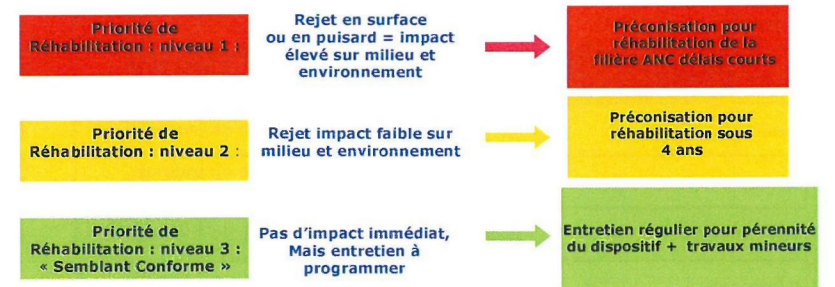 Priorité de
Réhabilitation : niveau 1 :
Rejet en surface
ou en puisard = impact
élevé sur milieu et
environnement
Préconisation pour
réhabilitation de la
filière ANC délais courts
Priorité de
Réhabilitation : niveau 2 :
Rejet impact faible sur
milieu et environnement
Préconisation pour
réhabilitation sous
4 ans
Priorité de
Réhabilitation : niveau 3 :
« Semblant Conforme »
Pas d'impact immédiat,
Mais entretien à
programmer
Entretien régulier pour pérennité
du dispositif + travaux mineurs